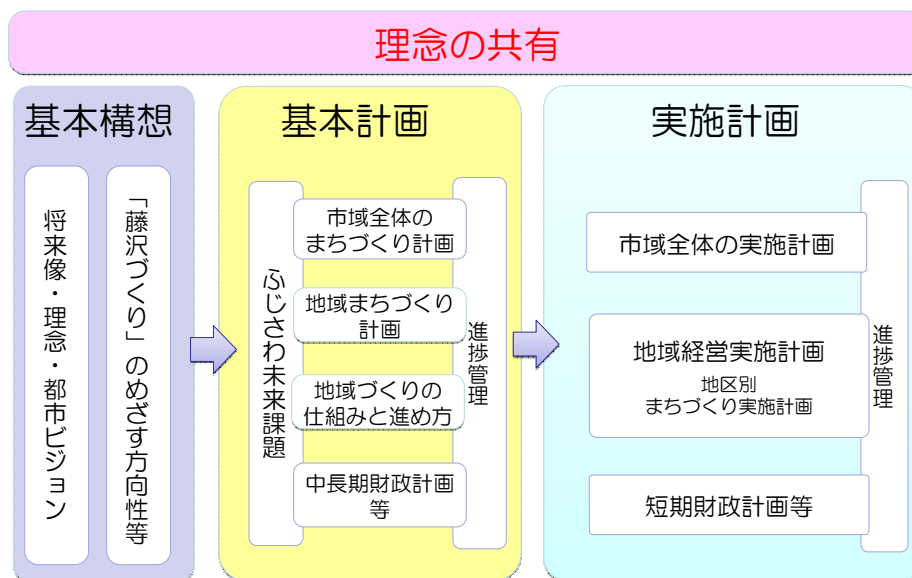 理念の共有
基本構想
将来像・理念・都市ビジョン
「藤沢づくり」のめざす方向性等
基本計画
ふじさわ未来課題
市域全体の
まちづくり計画
地域まちづくり
計画
地域づくりの
仕組みと進め方
中長期財政計画
等
進捗管理
実施計画
市域全体の実施計画
地域経営実施計画
地区別
まちづくり実施計画
短期財政計画等
進捗管理